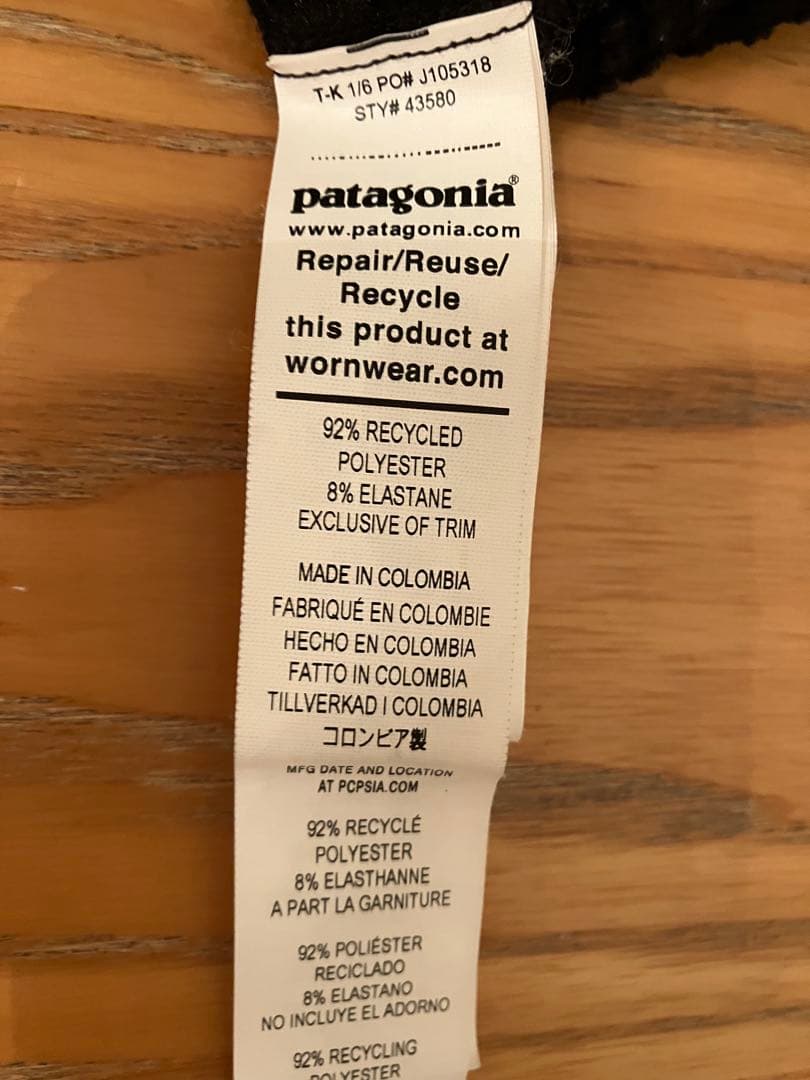 T-K 1/6 PO# J105318
STY# 43580
patagonia®
www.patagonia.com
Repair/Reuse/
Recycle
this product at
wornwear.com
92% RECYCLED
POLYESTER
8% ELASTANE
EXCLUSIVE OF TRIM
MADE IN COLOMBIA
FABRIQUÉ EN COLOMBIE
HECHO EN COLOMBIA
FATTO IN COLOMBIA
TILLVERKAD I COLOMBIA
コロンビア製
MFG DATE AND LOCATION
AT PCPSIA.COM
92% RECYCLÉ
POLYESTER
8% ELASTHANNE
A PART LA GARNITURE
92% POLIÉSTER
RECICLADO
8% ELASTANO
NO INCLUYE EL ADORNO
92% RECYCLING
POLYESTER